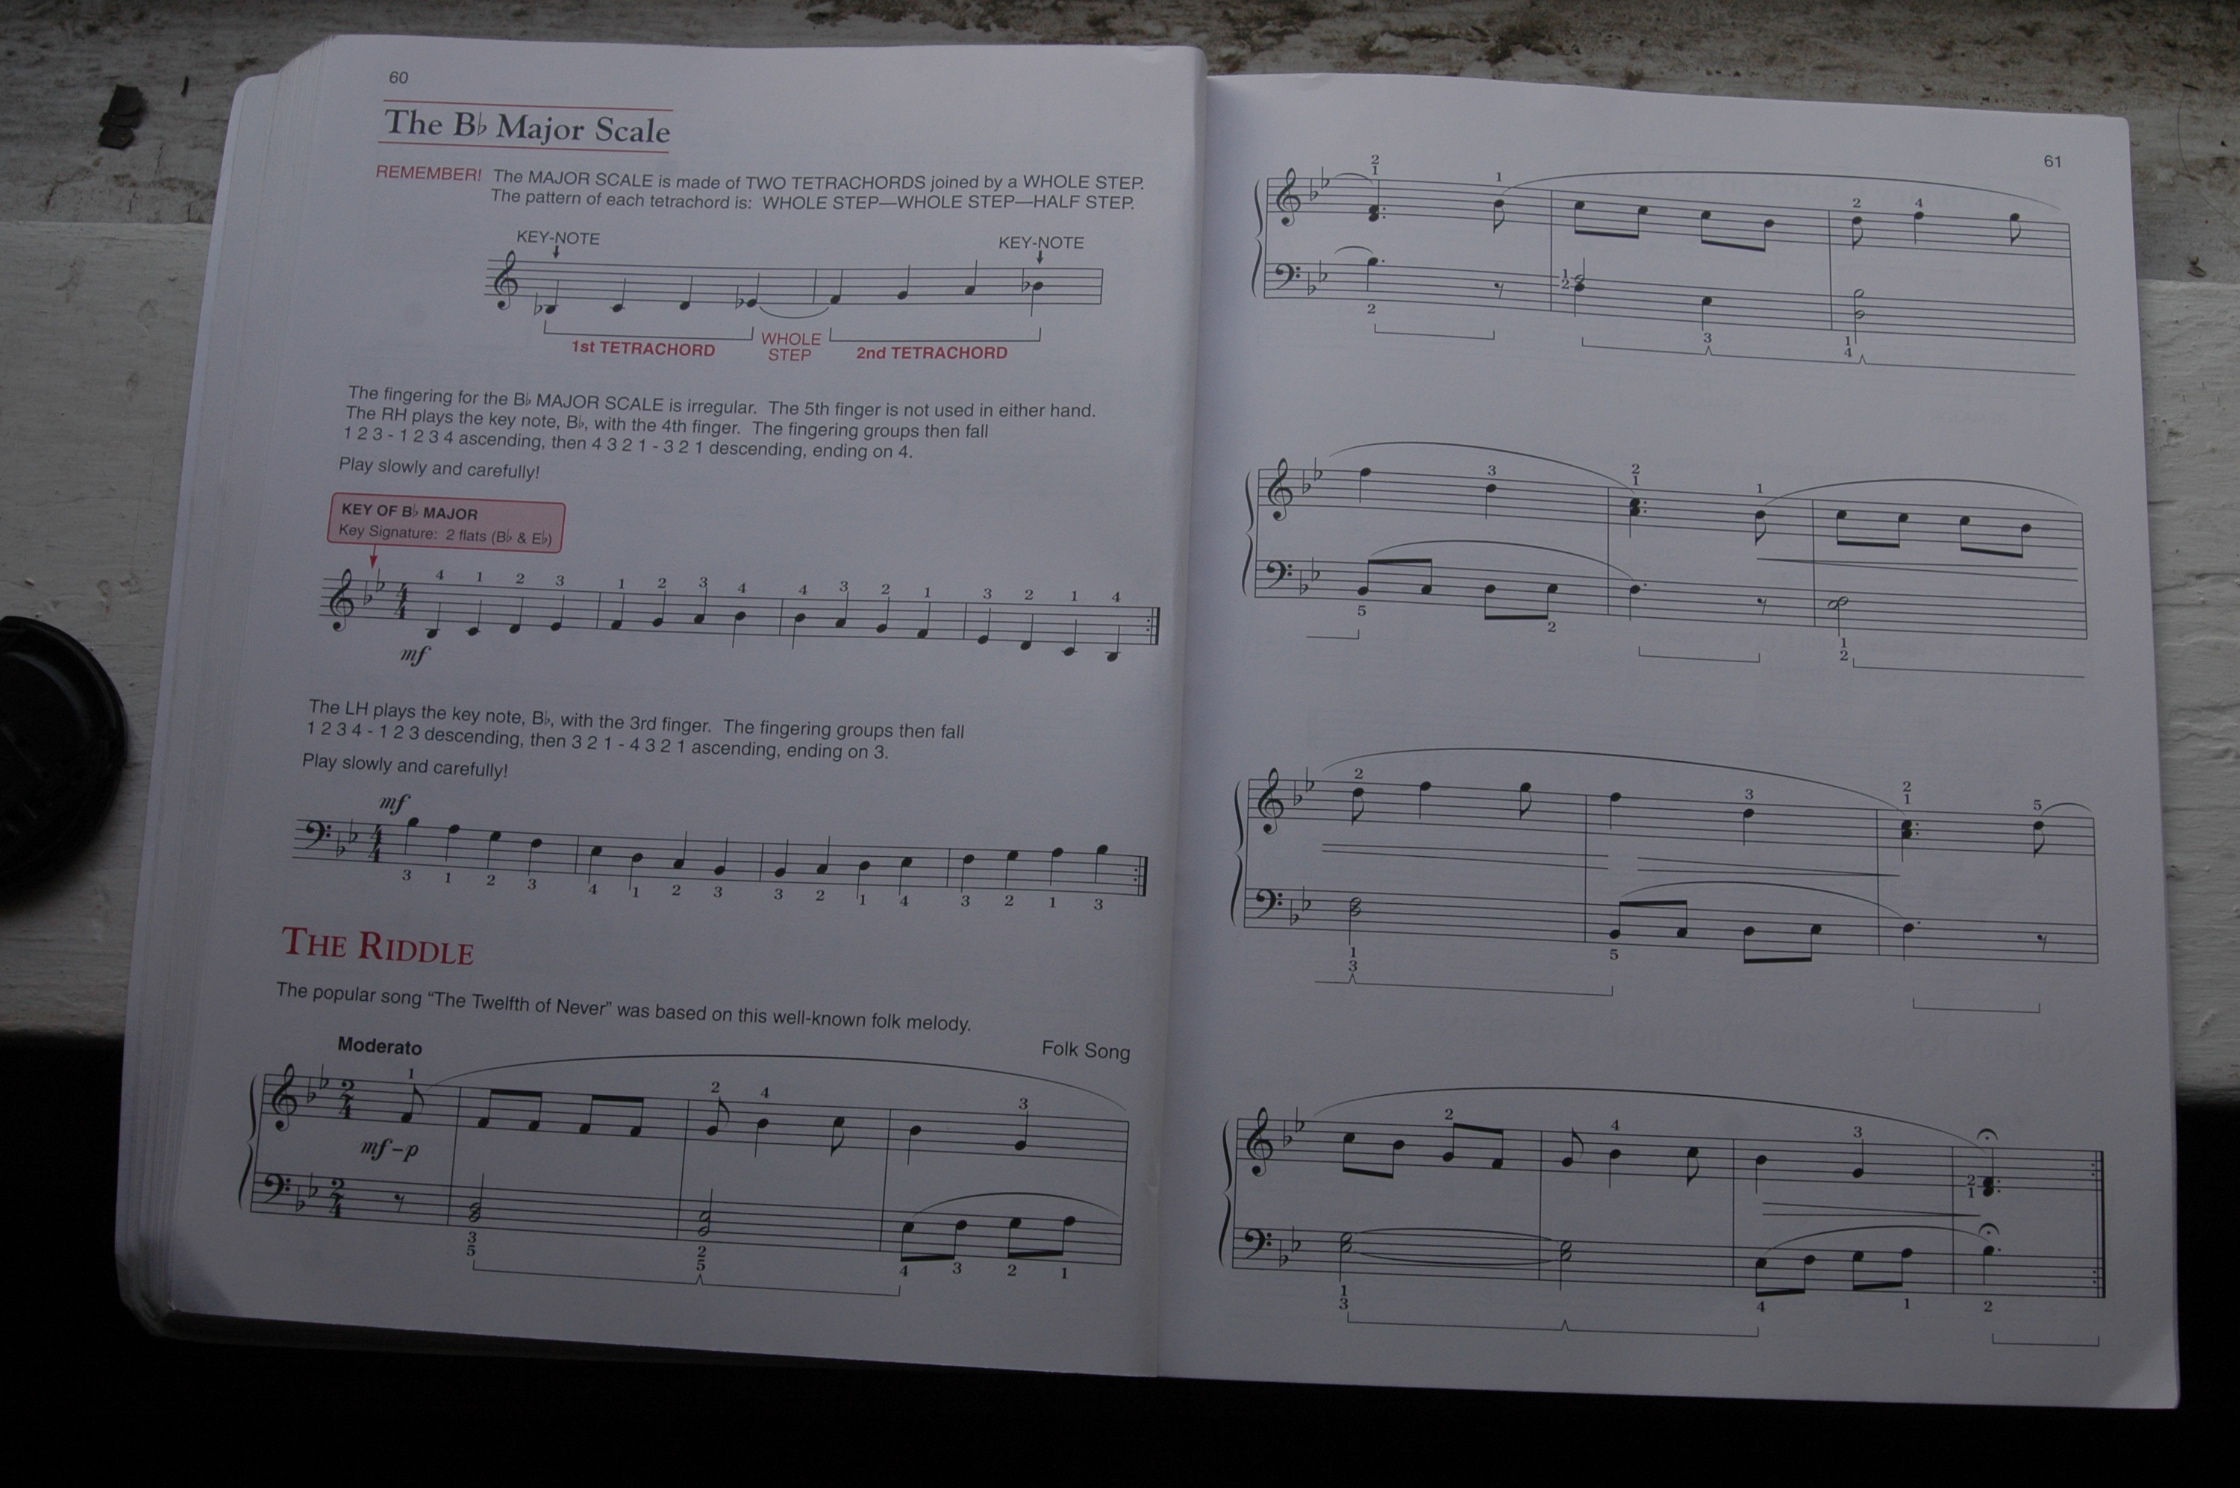 60
The B♭ Major Scale
REMEMBER! The MAJOR SCALE is made of TWO TETRACHORDS joined by a WHOLE STEP.
The pattern of each tetrachord is: WHOLE STEP—WHOLE STEP—HALF STEP.
KEY-NOTE KEY-NOTE
1st TETRACHORD WHOLE STEP 2nd TETRACHORD
The fingering for the B♭ MAJOR SCALE is irregular. The 5th finger is not used in either hand.
The RH plays the key note, B♭, with the 4th finger. The fingering groups then fall
1 2 3 - 1 2 3 4 ascending, then 4 3 2 1 - 3 2 1 descending, ending on 4.
Play slowly and carefully!
KEY OF B♭ MAJOR
Key Signature: 2 flats (B♭ & E♭)
4 1 2 3 1 2 3 4 4 3 2 1 3 2 1 4
4 4
mf
The LH plays the key note, B♭, with the 3rd finger. The fingering groups then fall
1 2 3 4 - 1 2 3 descending, then 3 2 1 - 4 3 2 1 ascending, ending on 3.
Play slowly and carefully!
mf
4 4
3 1 2 3 4 1 2 3 3 2 1 4 3 2 1 3
THE RIDDLE
The popular song “The Twelfth of Never” was based on this well-known folk melody.
Moderato Folk Song
1 2 4 3
2 4
mf–p
2 4
3 5 2 5 4 3 2 1
61
2 1 1 2 4
1 2
2 3 1 4
3 2 1 1
5 2 1 2
2 3 2 1 5
1 3 5
2 4 3
2 1
1 3 4 1 2